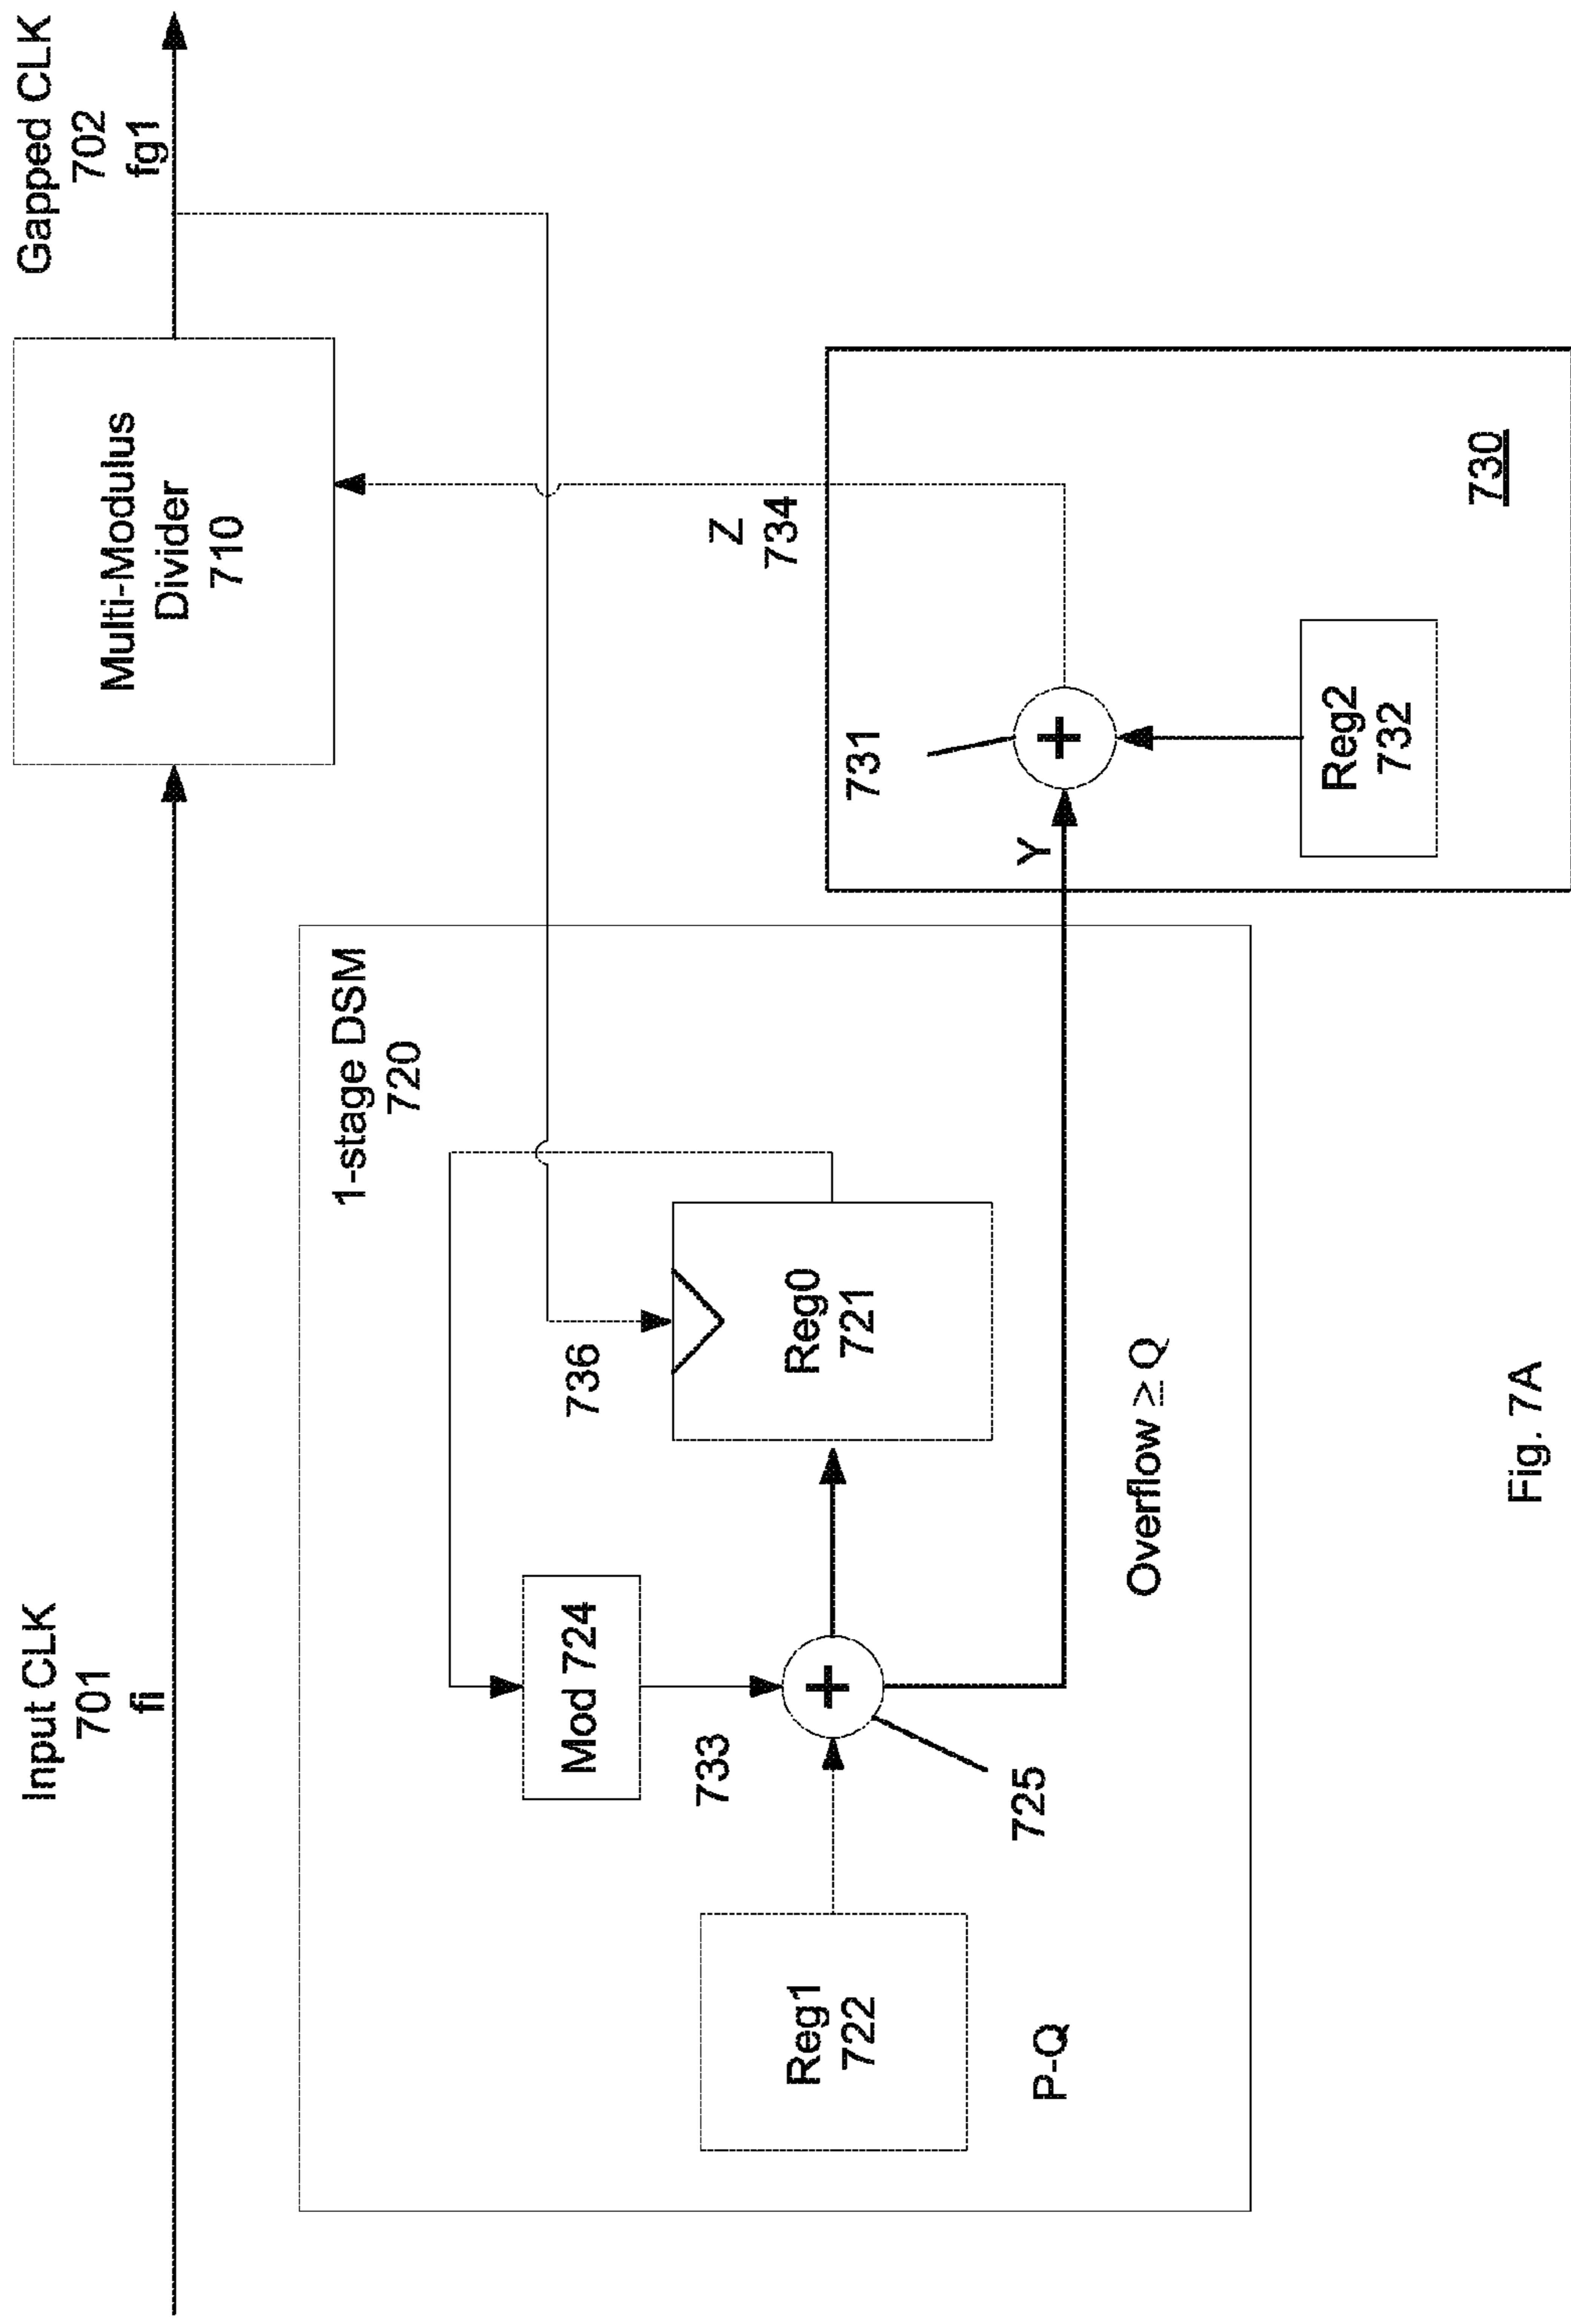 Input CLK
701
fi
Gapped CLK
702
fg1
Multi-Modulus
Divider
710
1-stage DSM
720
Mod 724
733
736
Reg1
722
P-Q
725
Reg0
721
Overflow ≥ Q
Z
734
731
Y
Reg2
732
730
Fig. 7A